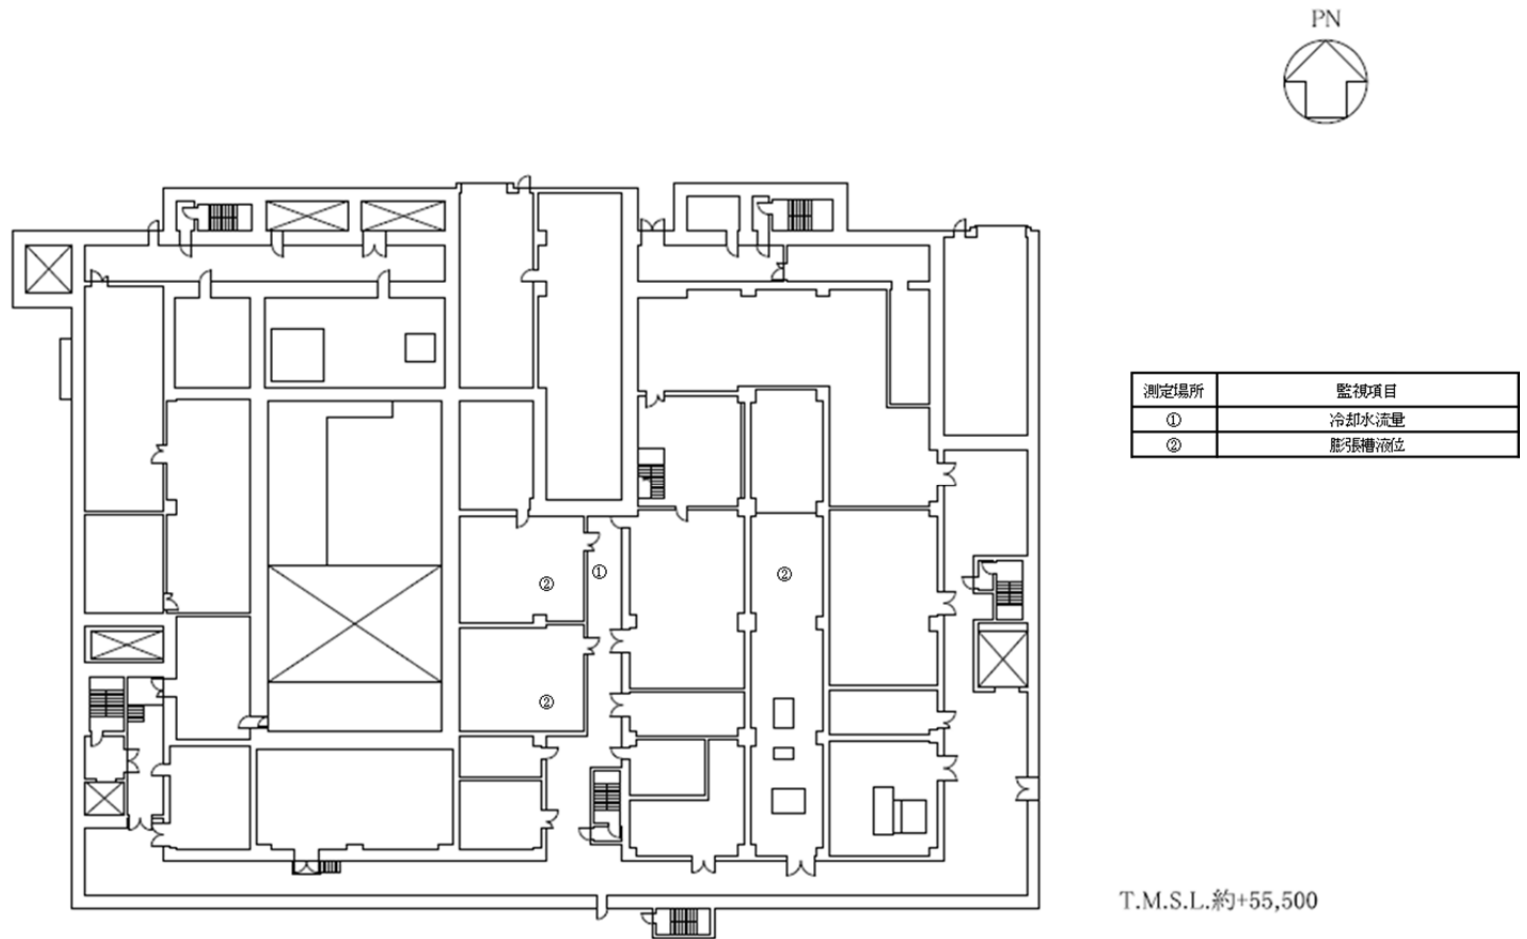 PN
測定場所 監視項目
① 冷却水流量
② 膨張槽液位
①
②
②
②
T.M.S.L.約+55,500